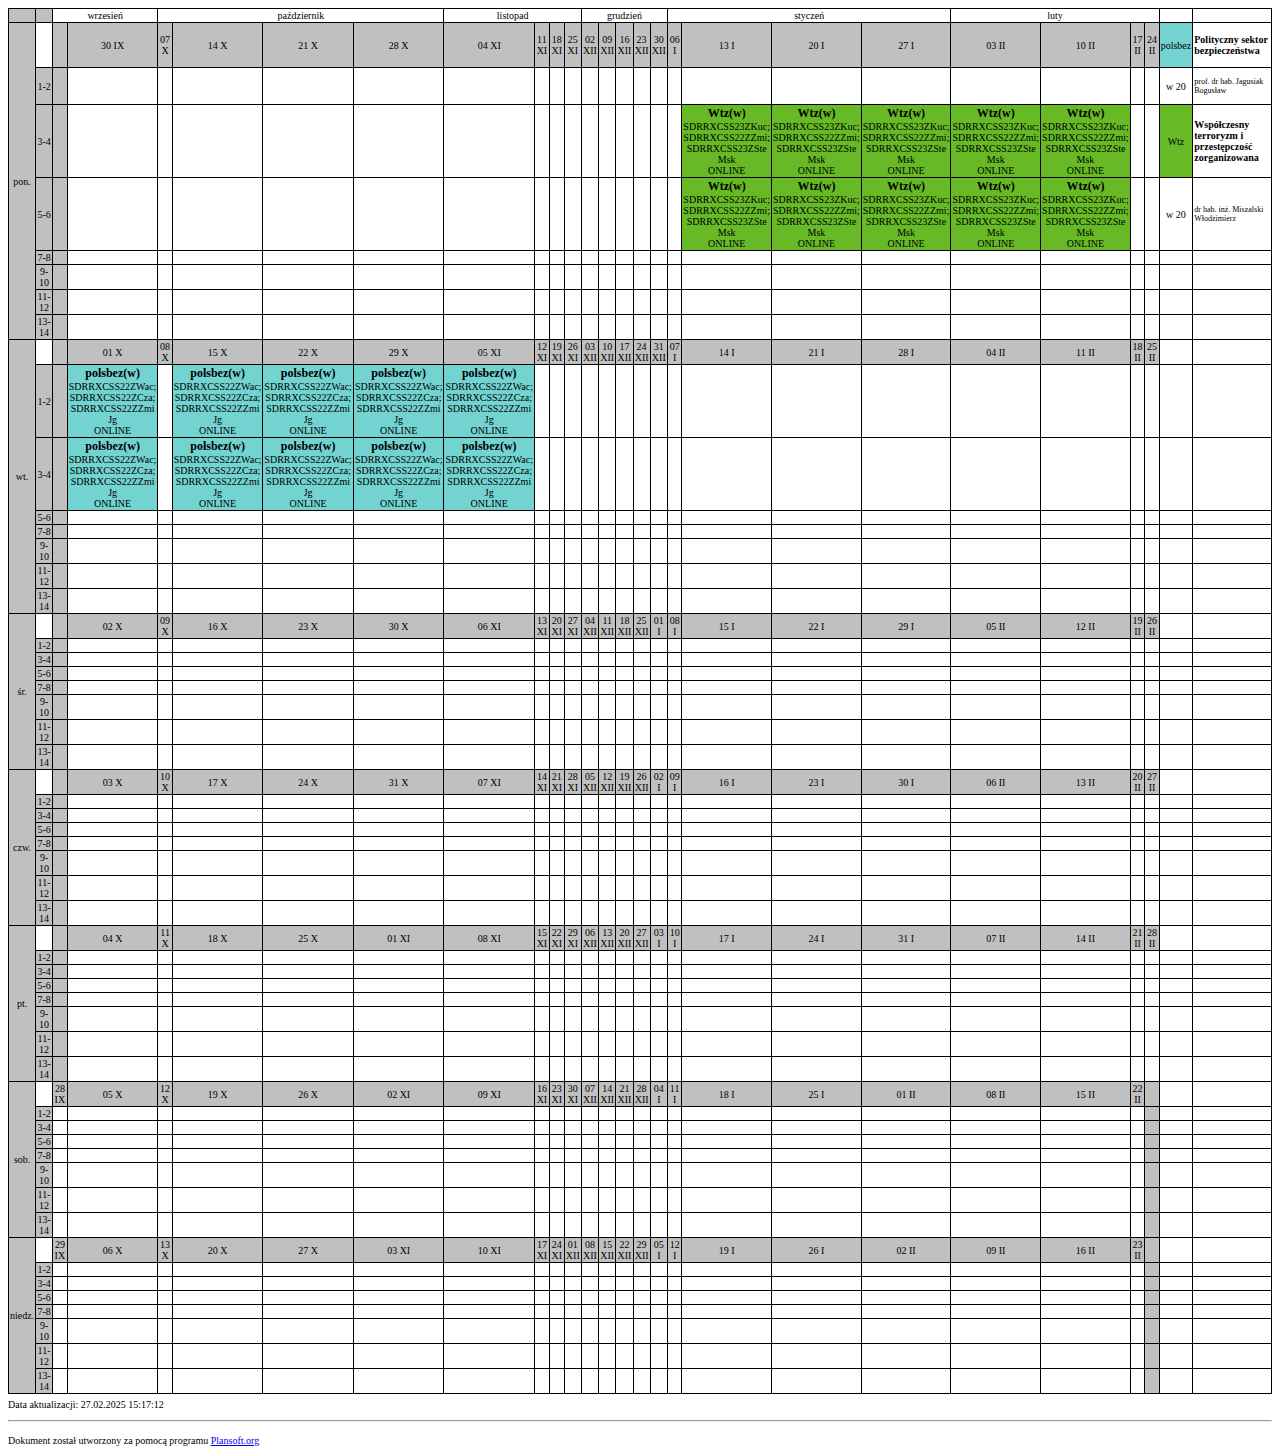 wrzesień październik listopad grudzień styczeń luty
pon. 30 IX 07 X 14 X 21 X 28 X 04 XI 11 XI 18 XI 25 XI 02 XII 09 XII 16 XII 23 XII 30 XII 06 I 13 I 20 I 27 I 03 II 10 II 17 II 24 II polsbez Polityczny sektor bezpieczeństwa
1-2 w 20 prof. dr hab. Jagusiak Bogusław
3-4 Wtz(w) Wtz(w) Wtz(w) Wtz(w) Wtz(w)
SDRRXCSS23ZKuc; SDRRXCSS23ZKuc; SDRRXCSS23ZKuc; SDRRXCSS23ZKuc; SDRRXCSS23ZKuc;
SDRRXCSS22ZZmi; SDRRXCSS22ZZmi; SDRRXCSS22ZZmi; SDRRXCSS22ZZmi; SDRRXCSS22ZZmi;
SDRRXCSS23ZSte SDRRXCSS23ZSte SDRRXCSS23ZSte SDRRXCSS23ZSte SDRRXCSS23ZSte
Msk Msk Msk Msk Msk
ONLINE ONLINE ONLINE ONLINE ONLINE
Wtz Współczesny terroryzm i przestępczość zorganizowana
5-6 Wtz(w) Wtz(w) Wtz(w) Wtz(w) Wtz(w)
SDRRXCSS23ZKuc; SDRRXCSS23ZKuc; SDRRXCSS23ZKuc; SDRRXCSS23ZKuc; SDRRXCSS23ZKuc;
SDRRXCSS22ZZmi; SDRRXCSS22ZZmi; SDRRXCSS22ZZmi; SDRRXCSS22ZZmi; SDRRXCSS22ZZmi;
SDRRXCSS23ZSte SDRRXCSS23ZSte SDRRXCSS23ZSte SDRRXCSS23ZSte SDRRXCSS23ZSte
Msk Msk Msk Msk Msk
ONLINE ONLINE ONLINE ONLINE ONLINE
w 20 dr hab. inż. Miszalski Włodzimierz
7-8
9-10
11-12
13-14
wt. 01 X 08 X 15 X 22 X 29 X 05 XI 12 XI 19 XI 26 XI 03 XII 10 XII 17 XII 24 XII 31 XII 07 I 14 I 21 I 28 I 04 II 11 II 18 II 25 II
1-2 polsbez(w) polsbez(w) polsbez(w) polsbez(w) polsbez(w)
SDRRXCSS22ZWac; SDRRXCSS22ZWac; SDRRXCSS22ZWac; SDRRXCSS22ZWac; SDRRXCSS22ZWac;
SDRRXCSS22ZCza; SDRRXCSS22ZCza; SDRRXCSS22ZCza; SDRRXCSS22ZCza; SDRRXCSS22ZCza;
SDRRXCSS22ZZmi SDRRXCSS22ZZmi SDRRXCSS22ZZmi SDRRXCSS22ZZmi SDRRXCSS22ZZmi
Jg Jg Jg Jg Jg
ONLINE ONLINE ONLINE ONLINE ONLINE
3-4 polsbez(w) polsbez(w) polsbez(w) polsbez(w) polsbez(w)
SDRRXCSS22ZWac; SDRRXCSS22ZWac; SDRRXCSS22ZWac; SDRRXCSS22ZWac; SDRRXCSS22ZWac;
SDRRXCSS22ZCza; SDRRXCSS22ZCza; SDRRXCSS22ZCza; SDRRXCSS22ZCza; SDRRXCSS22ZCza;
SDRRXCSS22ZZmi SDRRXCSS22ZZmi SDRRXCSS22ZZmi SDRRXCSS22ZZmi SDRRXCSS22ZZmi
Jg Jg Jg Jg Jg
ONLINE ONLINE ONLINE ONLINE ONLINE
5-6
7-8
9-10
11-12
13-14
śr. 02 X 09 X 16 X 23 X 30 X 06 XI 13 XI 20 XI 27 XI 04 XII 11 XII 18 XII 25 XII 01 I 08 I 15 I 22 I 29 I 05 II 12 II 19 II 26 II
1-2
3-4
5-6
7-8
9-10
11-12
13-14
czw. 03 X 10 X 17 X 24 X 31 X 07 XI 14 XI 21 XI 28 XI 05 XII 12 XII 19 XII 26 XII 02 I 09 I 16 I 23 I 30 I 06 II 13 II 20 II 27 II
1-2
3-4
5-6
7-8
9-10
11-12
13-14
pt. 04 X 11 X 18 X 25 X 01 XI 08 XI 15 XI 22 XI 29 XI 06 XII 13 XII 20 XII 27 XII 03 I 10 I 17 I 24 I 31 I 07 II 14 II 21 II 28 II
1-2
3-4
5-6
7-8
9-10
11-12
13-14
sob. 28 IX 05 X 12 X 19 X 26 X 02 XI 09 XI 16 XI 23 XI 30 XI 07 XII 14 XII 21 XII 28 XII 04 I 11 I 18 I 25 I 01 II 08 II 15 II 22 II
1-2
3-4
5-6
7-8
9-10
11-12
13-14
niedz. 29 IX 06 X 13 X 20 X 27 X 03 XI 10 XI 17 XI 24 XI 01 XII 08 XII 15 XII 22 XII 29 XII 05 I 12 I 19 I 26 I 02 II 09 II 16 II 23 II
1-2
3-4
5-6
7-8
9-10
11-12
13-14
Data aktualizacji: 27.02.2025 15:17:12
Dokument został utworzony za pomocą programu Plansoft.org